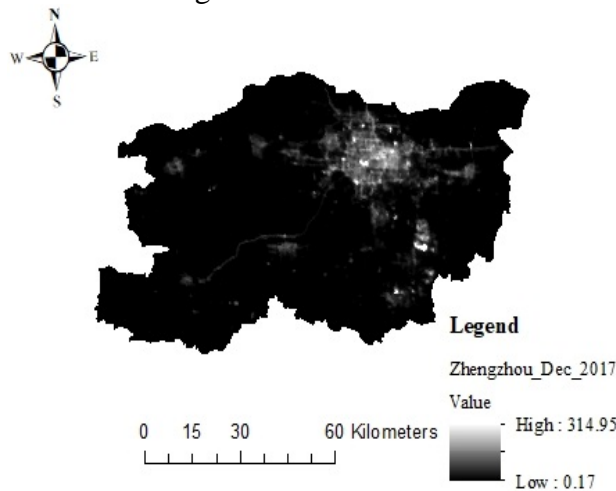 N
W E
S
Legend
Zhengzhou_Dec_2017
Value
High : 314.95
Low : 0.17
0 15 30 60 Kilometers